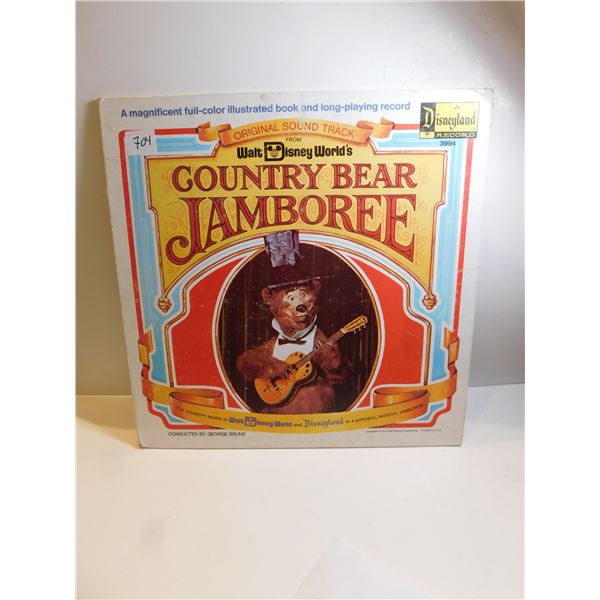 A magnificent full-color illustrated book and long-playing record
A
Disneyland
RECORD
3994
704
ORIGINAL SOUND TRACK
FROM
Walt Disney World's
COUNTRY BEAR
JAMBOREE
THE COUNTRY BEARS AT Walt Disney World AND Disneyland IN A MIRTHFUL, MUSICAL JAMBOREE
CONDUCTED BY GEORGE BRUNS